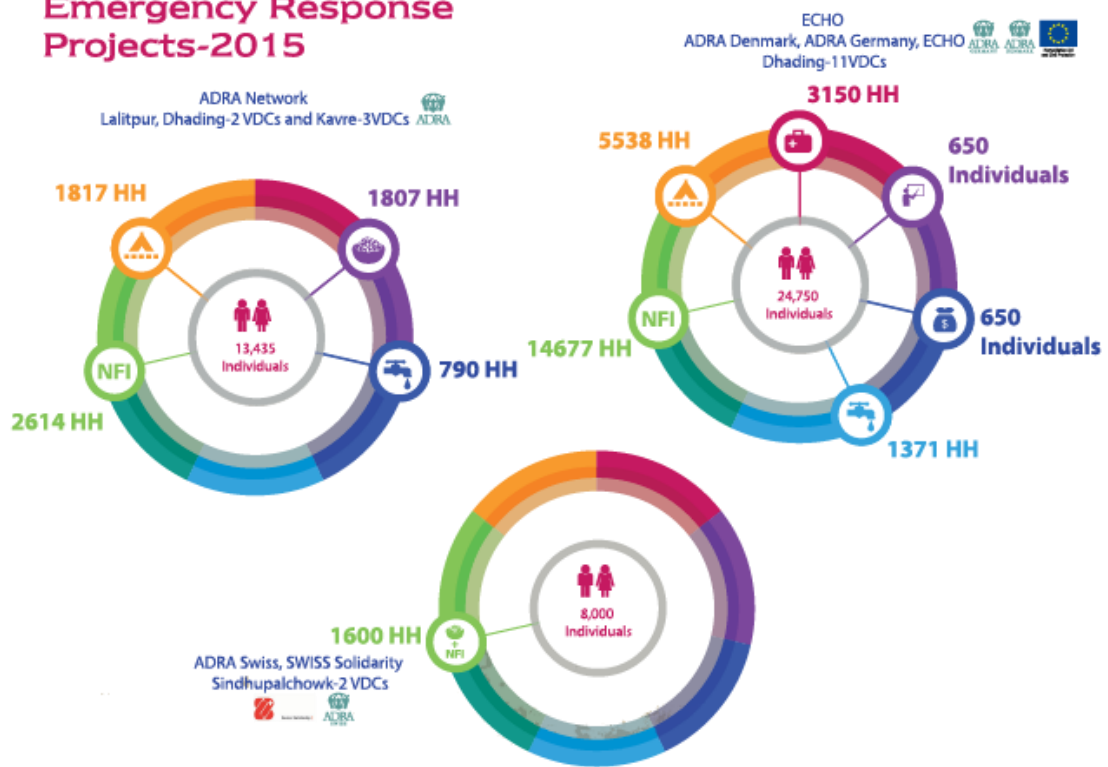 Emergency Response
Projects-2015
ADRA Network
Lalitpur, Dhading-2 VDCs and Kavre-3VDCs
ADRA
1817 HH
1807 HH
13,435
Individuals
NFI
790 HH
2614 HH
ECHO
ADRA Denmark, ADRA Germany, ECHO
Dhading-11VDCs
ADRA
ADRA
3150 HH
5538 HH
650
Individuals
24,750
Individuals
NFI
650
Individuals
14677 HH
1371 HH
8,000
Individuals
1600 HH
+
NFI
ADRA Swiss, SWISS Solidarity
Sindhupalchowk-2 VDCs
ADRA